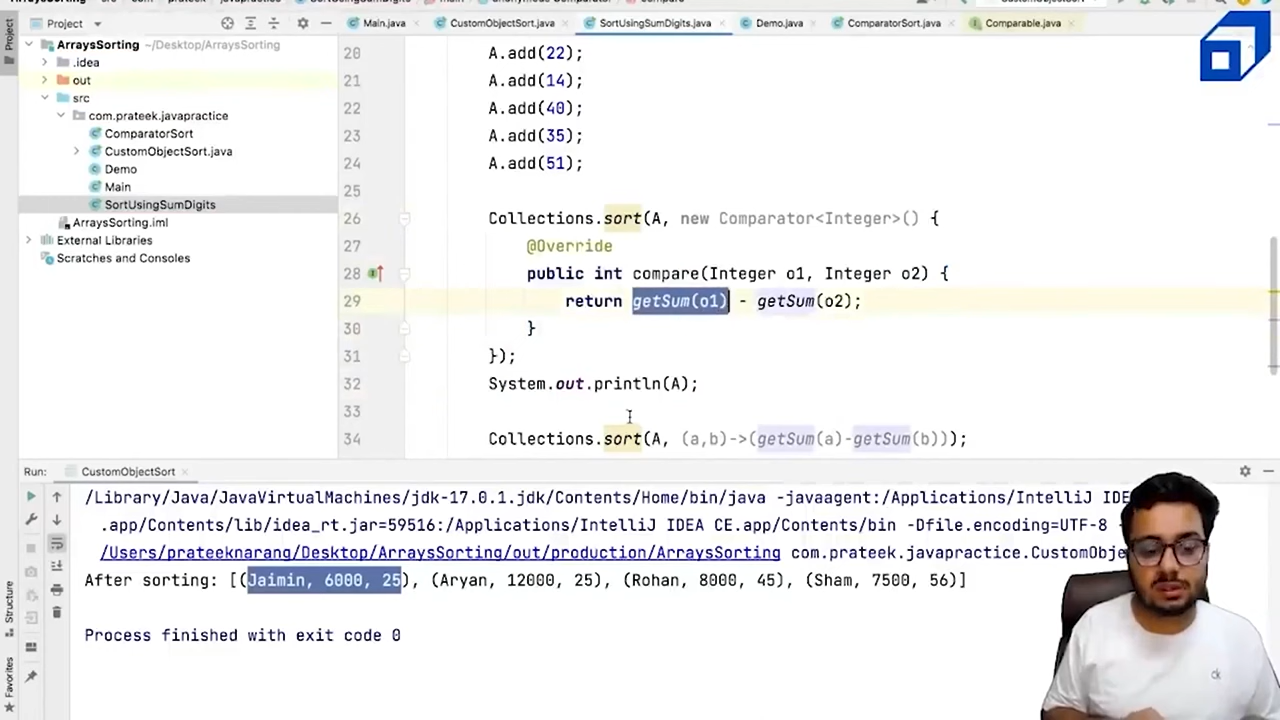 Project
Main.java
CustomObjectSort.java
SortUsingSumDigits.java
Demo.java
ComparatorSort.java
Comparable.java
Project
ArraysSorting ~/Desktop/ArraysSorting
.idea
out
src
com.prateek.javapractice
ComparatorSort
CustomObjectSort.java
Demo
Main
SortUsingSumDigits
ArraysSorting.iml
External Libraries
Scratches and Consoles
20 A.add(22);
21 A.add(14);
22 A.add(40);
23 A.add(35);
24 A.add(51);
25
26 Collections.sort(A, new Comparator<Integer>() {
27 @Override
28 public int compare(Integer o1, Integer o2) {
29 return getSum(o1) - getSum(o2);
30 }
31 });
32 System.out.println(A);
33
34 Collections.sort(A, (a,b)->(getSum(a)-getSum(b)));
Run: CustomObjectSort
/Library/Java/JavaVirtualMachines/jdk-17.0.1.jdk/Contents/Home/bin/java -javaagent:/Applications/IntelliJ IDE
.app/Contents/lib/idea_rt.jar=59516:/Applications/IntelliJ IDEA CE.app/Contents/bin -Dfile.encoding=UTF-8
/Users/prateeknarang/Desktop/ArraysSorting/out/production/ArraysSorting com.prateek.javapractice.CustomObje
After sorting: [(Jaimin, 6000, 25), (Aryan, 12000, 25), (Rohan, 8000, 45), (Sham, 7500, 56)]
Process finished with exit code 0
Structure
Favorites
ck